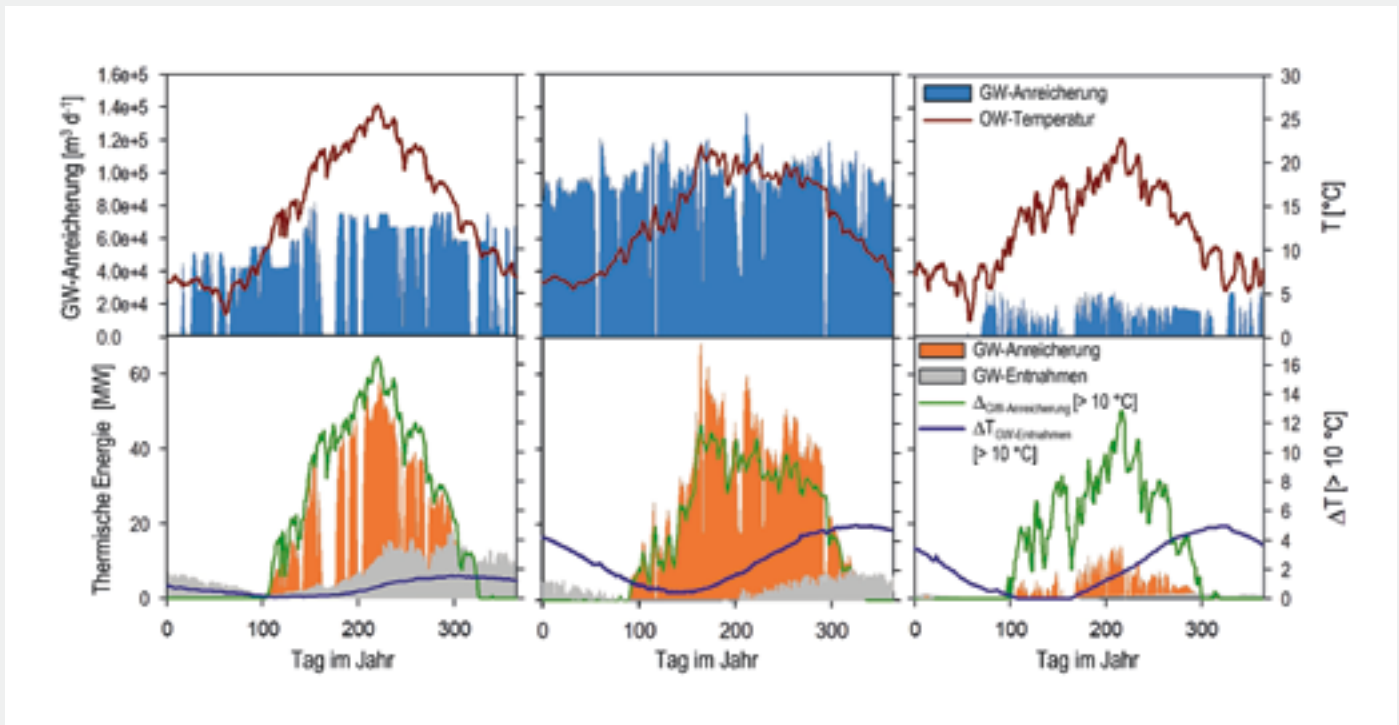 1.6e+5
1.4e+5
1.2e+5
1.0e+5
8.0e+4
6.0e+4
4.0e+4
2.0e+4
0.0
GW-Anreicherung [m³ d⁻¹]
GW-Anreicherung
OW-Temperatur
30
25
20
15
10
5
0
T [°C]
60
40
20
0
Thermische Energie [MW]
GW-Anreicherung
GW-Entnahmen
Δ GW-Anreicherung [> 10 °C]
ΔT OW-Entnahmen
[> 10 °C]
16
14
12
10
8
6
4
2
0
ΔT [> 10 °C]
0 100 200 300
0 100 200 300
0 100 200 300
Tag im Jahr
Tag im Jahr
Tag im Jahr